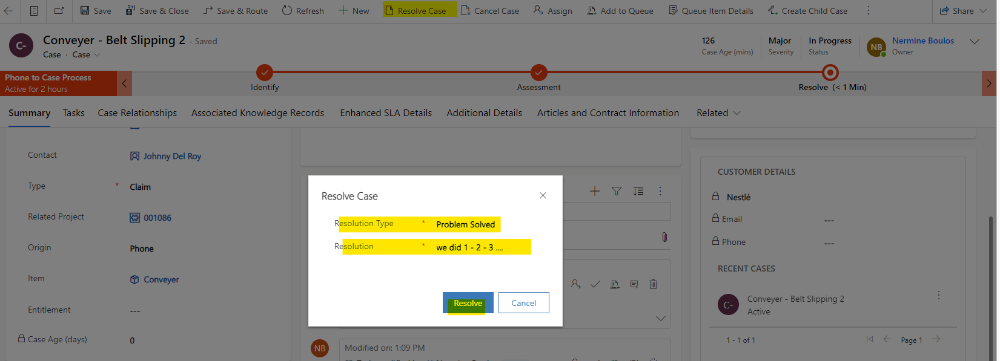 Save
Save & Close
Save & Route
Refresh
New
Resolve Case
Cancel Case
Assign
Add to Queue
Queue Item Details
Create Child Case
Share
C-
Conveyer - Belt Slipping 2 - Saved
Case · Case
126
Case Age (mins)
Major
Severity
In Progress
Status
NB
Nermine Boulos
Owner
Phone to Case Process
Active for 2 hours
Identify
Assessment
Resolve (< 1 Min)
Summary
Tasks
Case Relationships
Associated Knowledge Records
Enhanced SLA Details
Additional Details
Articles and Contract Information
Related
Contact
Johnny Del Roy
Type * Claim
Related Project
001086
Origin
Phone
Item
Conveyer
Entitlement
---
Case Age (days)
0
Resolve Case
Resolution Type * Problem Solved
Resolution * we did 1 - 2 - 3 ....
Resolve
Cancel
NB
Modified on: 1:09 PM
CUSTOMER DETAILS
Nestlé
Email
---
Phone
---
RECENT CASES
C-
Conveyer - Belt Slipping 2
Active
1 - 1 of 1
Page 1